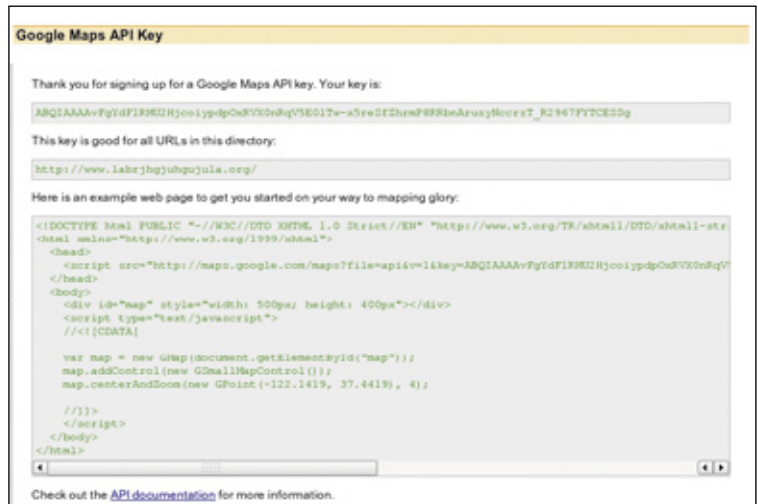 Google Maps API Key
Thank you for signing up for a Google Maps API key. Your key is:
This key is good for all URLs in this directory:
http://www.labrjhgjuhgujula.org/
Here is an example web page to get you started on your way to mapping glory:
<!DOCTYPE html PUBLIC "-//W3C//DTD XHTML 1.0 Strict//EN" "http://www.w3.org/TR/xhtml1/DTD/xhtml1-str
<html xmlns="http://www.w3.org/1999/xhtml">
<head>
<script src="http://maps.google.com/maps?file=api&v=1&key=
</head>
<body>
<div id="map" style="width: 500px; height: 400px"></div>
<script type="text/javascript">
//<![CDATA[
var map = new GMap(document.getElementById("map"));
map.addControl(new GSmallMapControl());
map.centerAndZoom(new GPoint(-122.1419, 37.4419), 4);
//]]>
</script>
</body>
</html>
Check out the API documentation for more information.